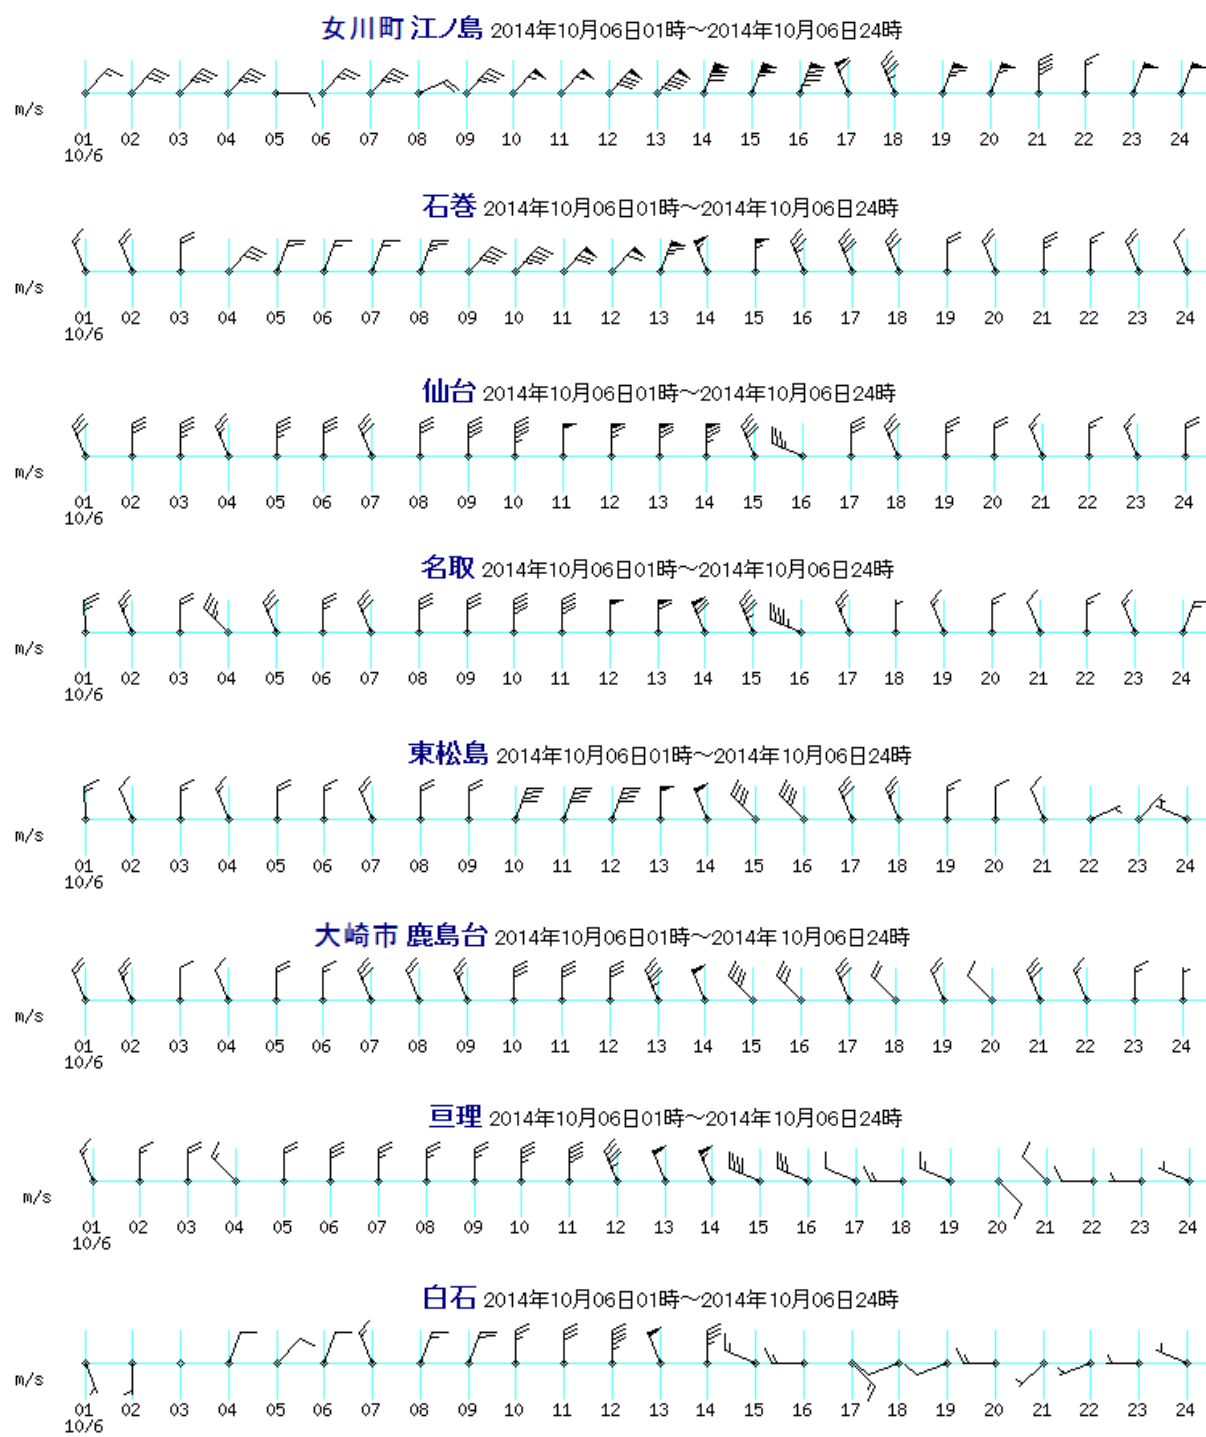 女川町 江ノ島 2014年10月06日01時～2014年10月06日24時
m/s
01 02 03 04 05 06 07 08 09 10 11 12 13 14 15 16 17 18 19 20 21 22 23 24
10/6
石巻 2014年10月06日01時～2014年10月06日24時
m/s
01 02 03 04 05 06 07 08 09 10 11 12 13 14 15 16 17 18 19 20 21 22 23 24
10/6
仙台 2014年10月06日01時～2014年10月06日24時
m/s
01 02 03 04 05 06 07 08 09 10 11 12 13 14 15 16 17 18 19 20 21 22 23 24
10/6
名取 2014年10月06日01時～2014年10月06日24時
m/s
01 02 03 04 05 06 07 08 09 10 11 12 13 14 15 16 17 18 19 20 21 22 23 24
10/6
東松島 2014年10月06日01時～2014年10月06日24時
m/s
01 02 03 04 05 06 07 08 09 10 11 12 13 14 15 16 17 18 19 20 21 22 23 24
10/6
大崎市 鹿島台 2014年10月06日01時～2014年10月06日24時
m/s
01 02 03 04 05 06 07 08 09 10 11 12 13 14 15 16 17 18 19 20 21 22 23 24
10/6
亘理 2014年10月06日01時～2014年10月06日24時
m/s
01 02 03 04 05 06 07 08 09 10 11 12 13 14 15 16 17 18 19 20 21 22 23 24
10/6
白石 2014年10月06日01時～2014年10月06日24時
m/s
01 02 03 04 05 06 07 08 09 10 11 12 13 14 15 16 17 18 19 20 21 22 23 24
10/6